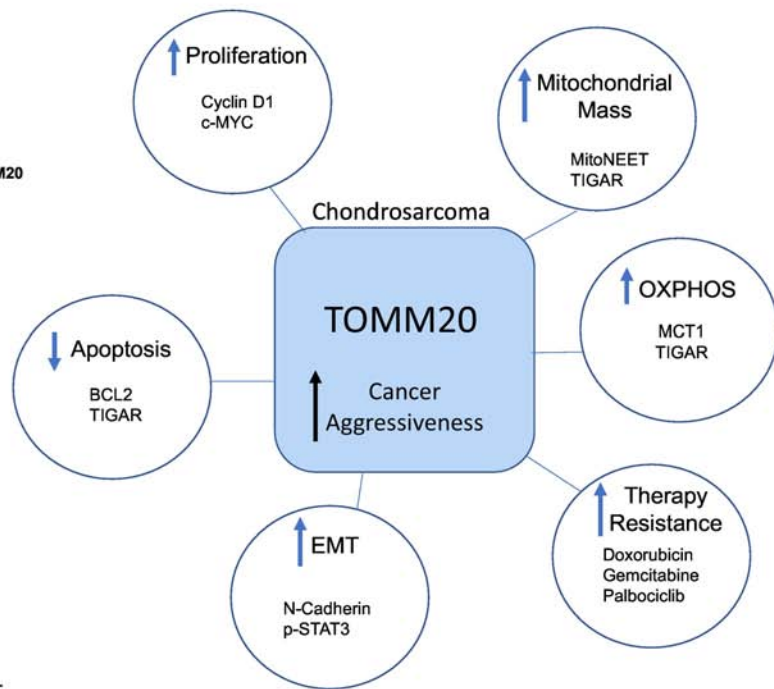 Proliferation
Cyclin D1
c-MYC
Mitochondrial
Mass
MitoNEET
TIGAR
M20
Chondrosarcoma
TOMM20
Cancer
Aggressiveness
OXPHOS
MCT1
TIGAR
Apoptosis
BCL2
TIGAR
Therapy
Resistance
Doxorubicin
Gemcitabine
Palbociclib
EMT
N-Cadherin
p-STAT3